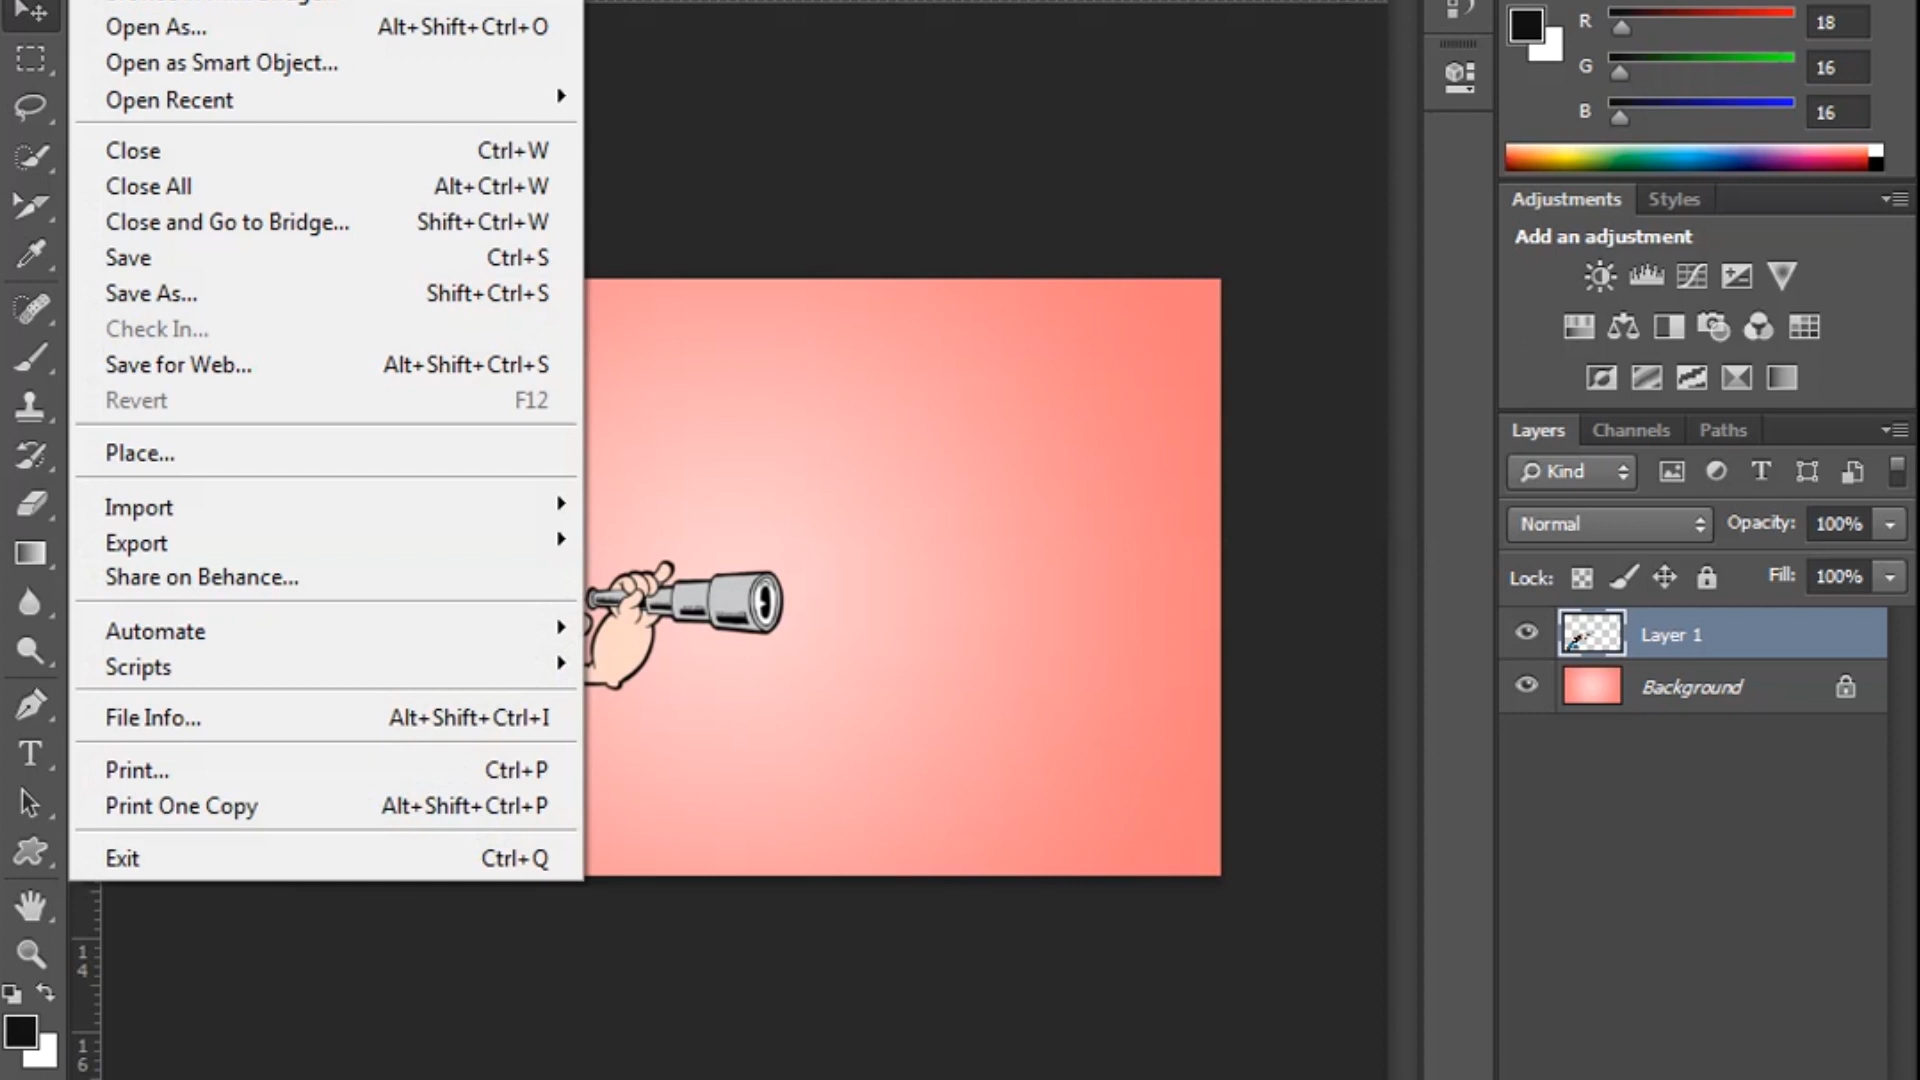 Open As... Alt+Shift+Ctrl+O
Open as Smart Object...
Open Recent
Close Ctrl+W
Close All Alt+Ctrl+W
Close and Go to Bridge... Shift+Ctrl+W
Save Ctrl+S
Save As... Shift+Ctrl+S
Check In...
Save for Web... Alt+Shift+Ctrl+S
Revert F12
Place...
Import
Export
Share on Behance...
Automate
Scripts
File Info... Alt+Shift+Ctrl+I
Print... Ctrl+P
Print One Copy Alt+Shift+Ctrl+P
Exit Ctrl+Q
14
16
R 18
G 16
B 16
Adjustments Styles
Add an adjustment
Layers Channels Paths
Kind
Normal Opacity: 100%
Lock: Fill: 100%
Layer 1
Background